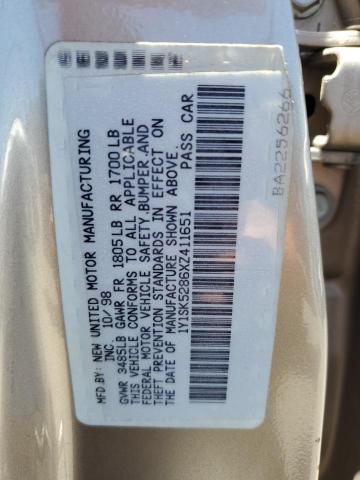 MFD.BY: NEW UNITED MOTOR MANUFACTURING
INC. 10/98
GVWR 3485LB GAWR FR 1805LB RR 1700LB
THIS VEHICLE CONFORMS TO ALL APPLICABLE
FEDERAL MOTOR VEHICLE SAFETY,BUMPER,AND
THEFT PREVENTION STANDARDS IN EFFECT ON
THE DATE OF MANUFACTURE SHOWN ABOVE.
1Y1SK5286XZ411651 PASS CAR
BA2256266